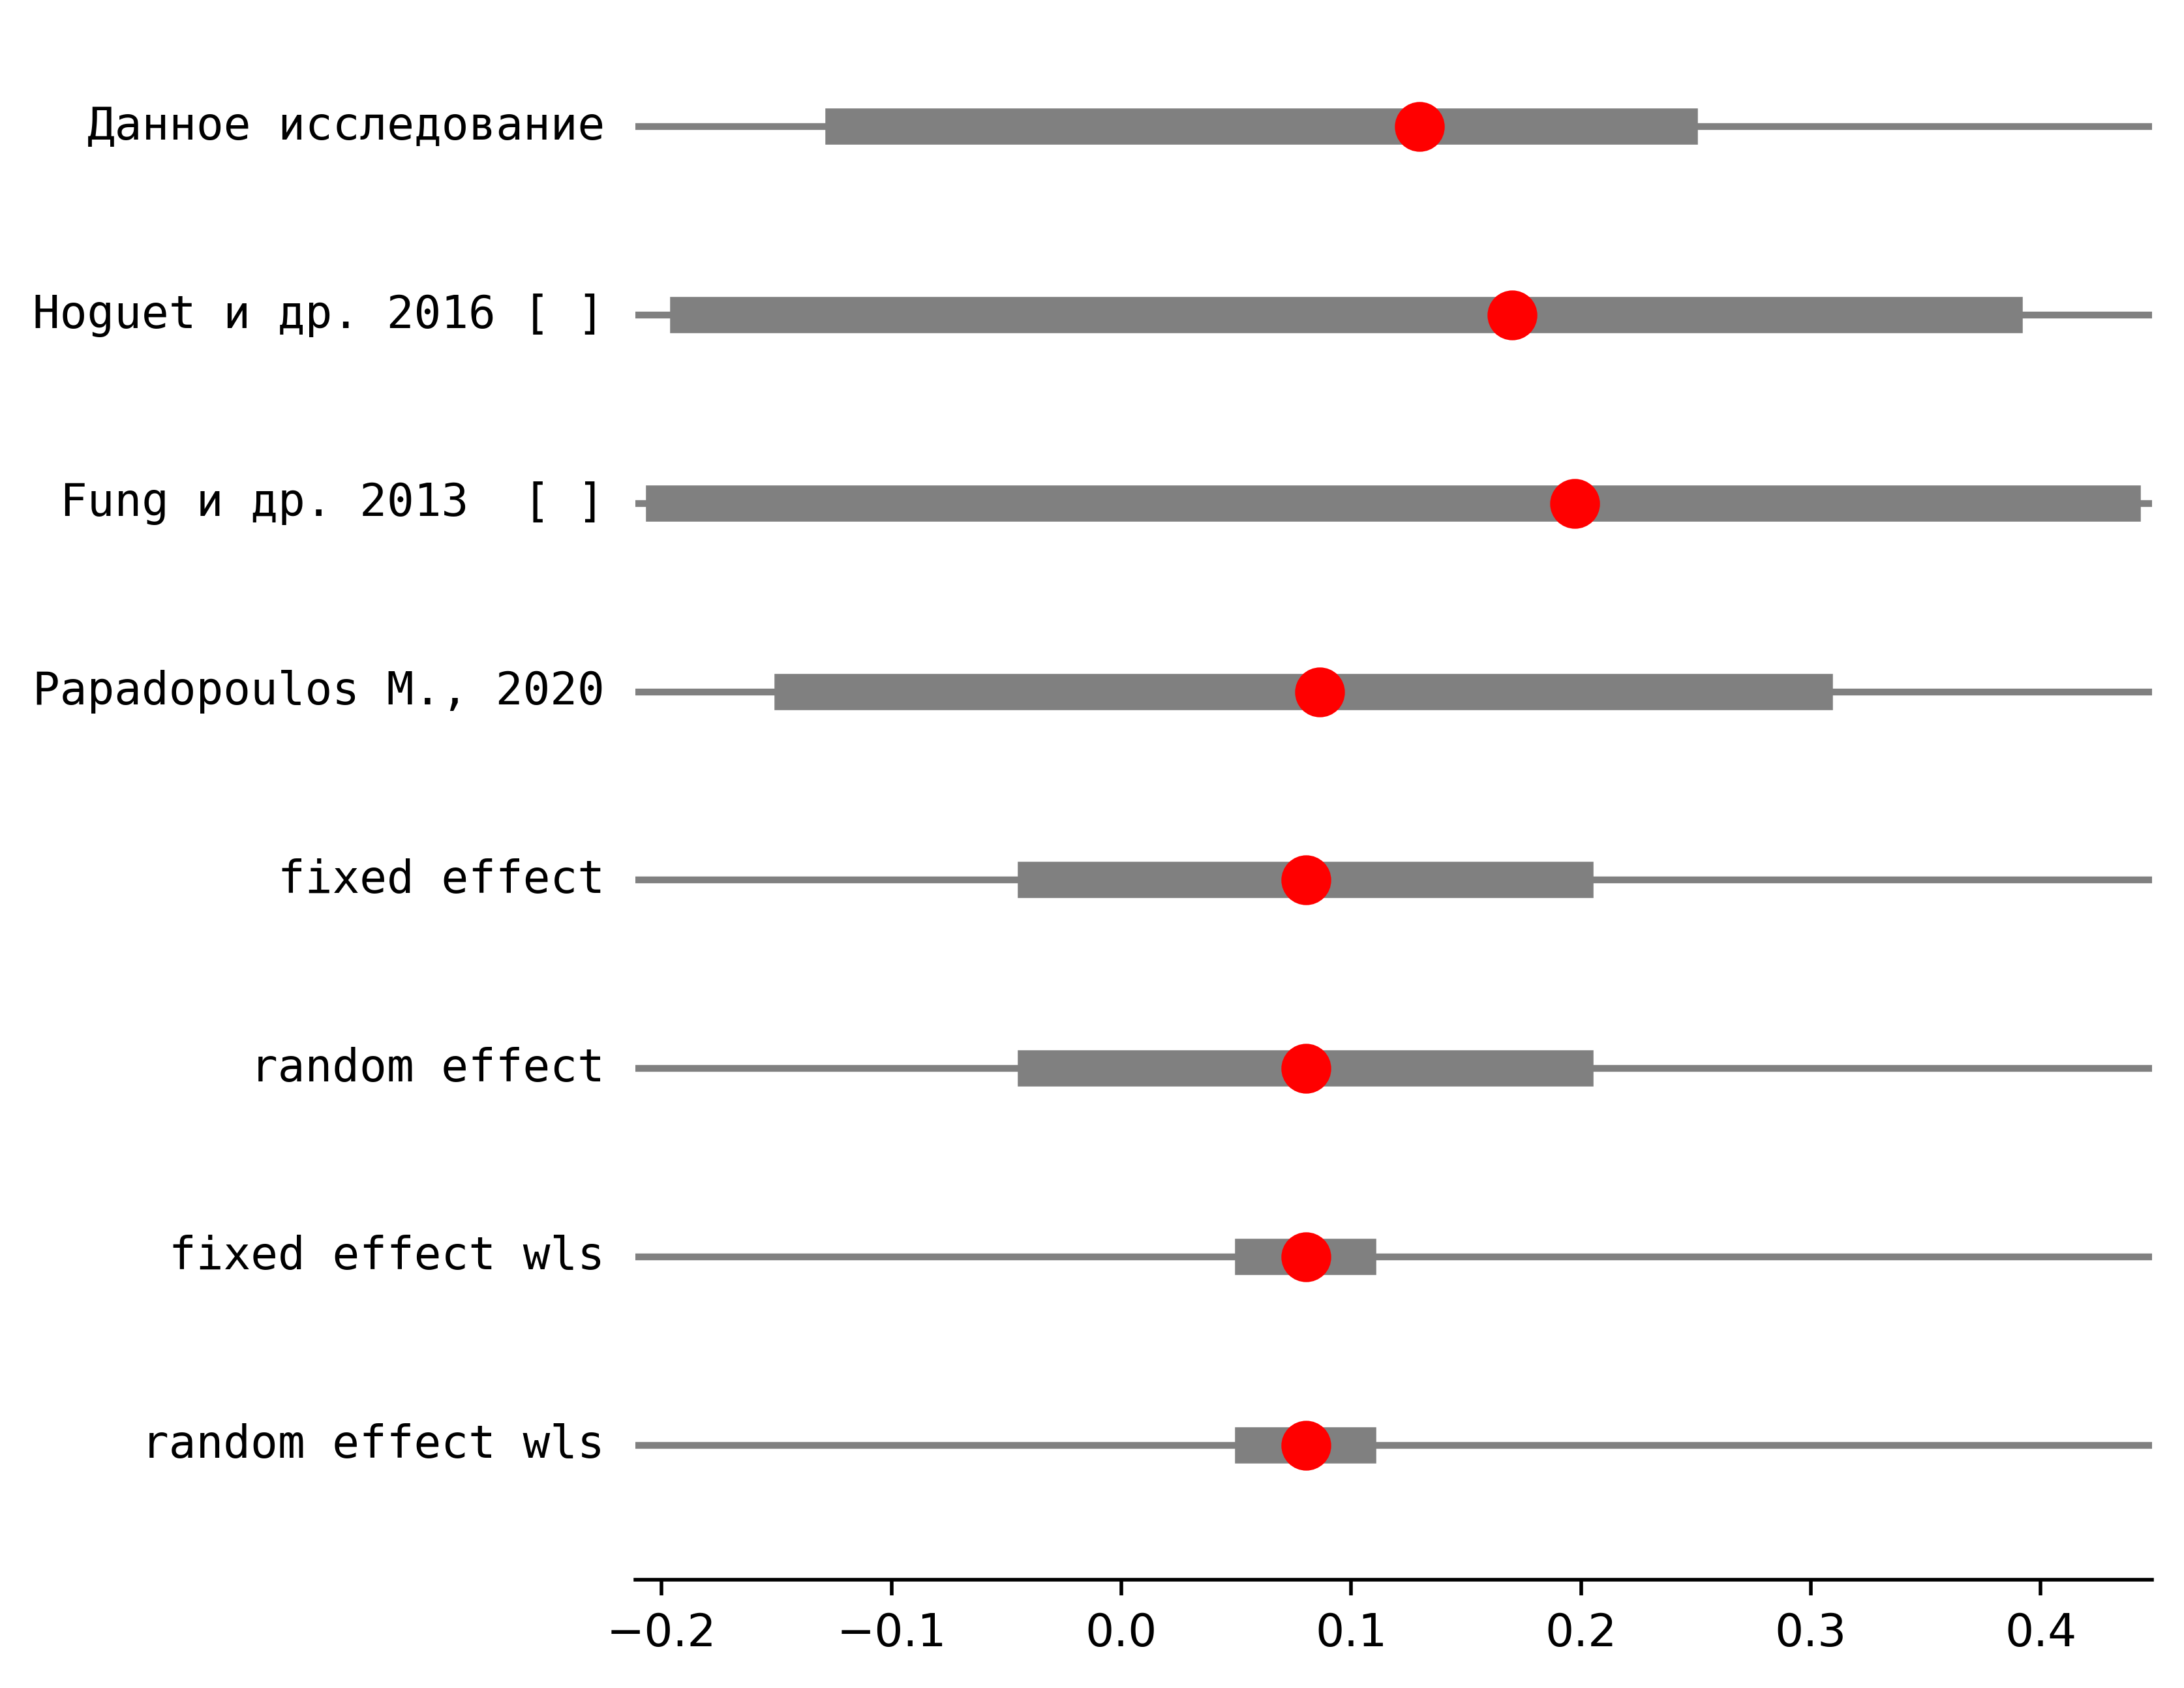 Данное исследование
Hoguet и др. 2016 [ ]
Fung и др. 2013  [ ]
Papadopoulos M., 2020
fixed effect
random effect
fixed effect wls
random effect wls
−0.2 −0.1 0.0 0.1 0.2 0.3 0.4